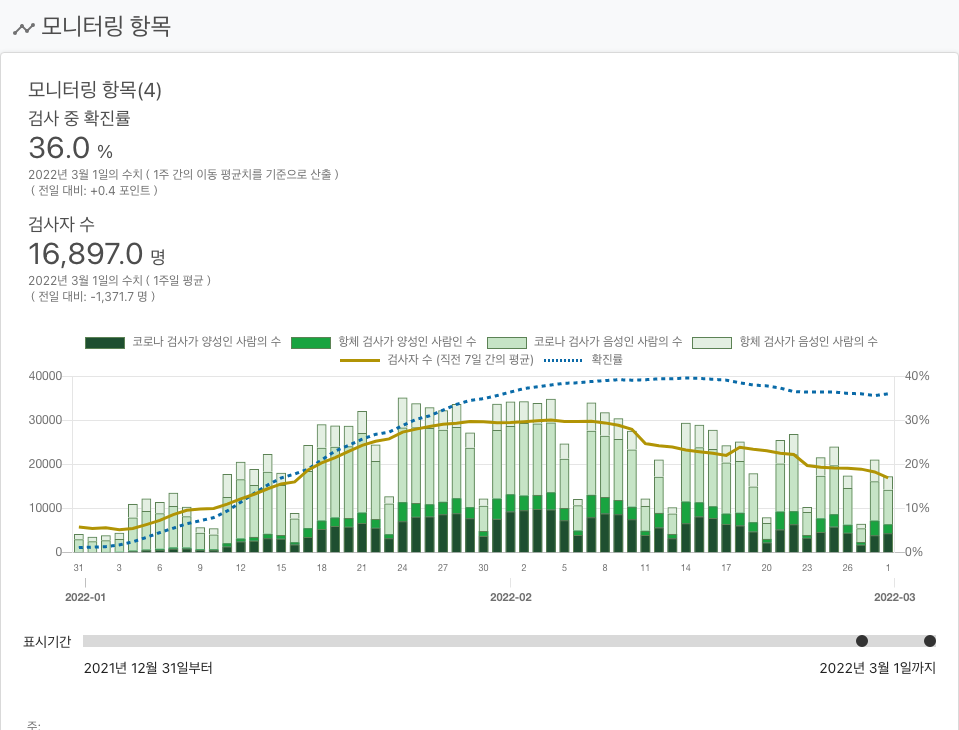 모니터링 항목
모니터링 항목(4)
검사 중 확진률
36.0 %
2022년 3월 1일의 수치 ( 1주 간의 이동 평균치를 기준으로 산출 )
( 전일 대비: +0.4 포인트 )
검사자 수
16,897.0 명
2022년 3월 1일의 수치 ( 1주일 평균 )
( 전일 대비: -1,371.7 명 )
코로나 검사가 양성인 사람의 수 항체 검사가 양성인 사람인 수 코로나 검사가 음성인 사람의 수 항체 검사가 음성인 사람의 수
검사자 수 (직전 7일 간의 평균) 확진률
40000 40%
30000 30%
20000 20%
10000 10%
0 0%
31 3 6 9 12 15 18 21 24 27 30 2 5 8 11 14 17 20 23 26 1
2022-01 2022-02 2022-03
표시기간
2021년 12월 31일부터 2022년 3월 1일까지
주: